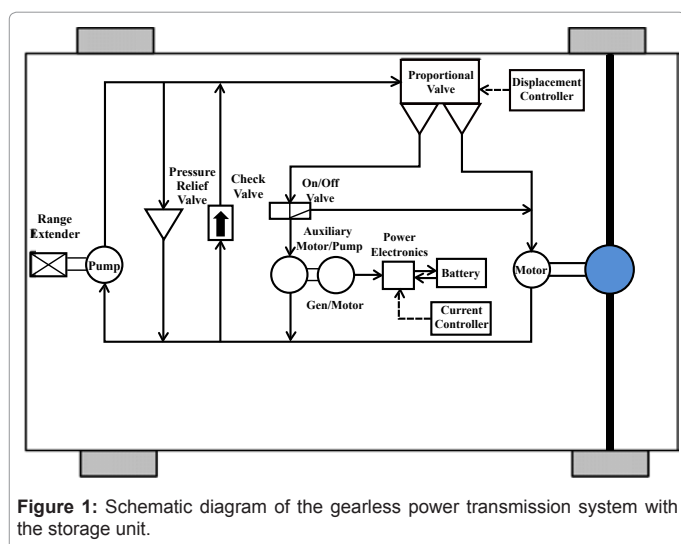 Proportional
Valve
Displacement
Controller
Pressure
Relief
Valve
Check
Valve
On/Off
Valve
Range
Extender
Pump
Auxiliary
Motor/Pump
Power
Electronics
Battery
Motor
Gen/Motor
Current
Controller
Figure 1: Schematic diagram of the gearless power transmission system with
the storage unit.